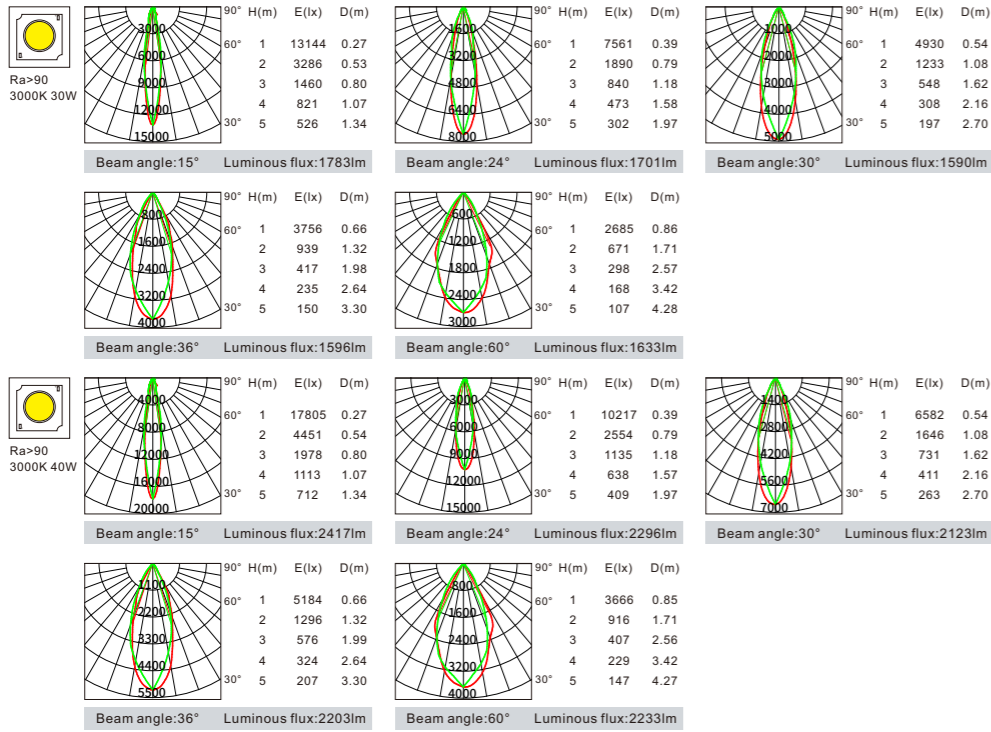 Ra>90
3000K 30W
3000
6000
9000
12000
15000
90° H(m) E(lx) D(m)
60° 1 13144 0.27
2 3286 0.53
3 1460 0.80
4 821 1.07
30° 5 526 1.34
Beam angle:15° Luminous flux:1783lm
1600
3200
4800
6400
8000
90° H(m) E(lx) D(m)
60° 1 7561 0.39
2 1890 0.79
3 840 1.18
4 473 1.58
30° 5 302 1.97
Beam angle:24° Luminous flux:1701lm
1000
2000
3000
4000
5000
90° H(m) E(lx) D(m)
60° 1 4930 0.54
2 1233 1.08
3 548 1.62
4 308 2.16
30° 5 197 2.70
Beam angle:30° Luminous flux:1590lm
800
1600
2400
3200
4000
90° H(m) E(lx) D(m)
60° 1 3756 0.66
2 939 1.32
3 417 1.98
4 235 2.64
30° 5 150 3.30
Beam angle:36° Luminous flux:1596lm
600
1200
1800
2400
3000
90° H(m) E(lx) D(m)
60° 1 2685 0.86
2 671 1.71
3 298 2.57
4 168 3.42
30° 5 107 4.28
Beam angle:60° Luminous flux:1633lm
Ra>90
3000K 40W
4000
8000
12000
16000
20000
90° H(m) E(lx) D(m)
60° 1 17805 0.27
2 4451 0.54
3 1978 0.80
4 1113 1.07
30° 5 712 1.34
Beam angle:15° Luminous flux:2417lm
3000
6000
9000
12000
15000
90° H(m) E(lx) D(m)
60° 1 10217 0.39
2 2554 0.79
3 1135 1.18
4 638 1.57
30° 5 409 1.97
Beam angle:24° Luminous flux:2296lm
1400
2800
4200
5600
7000
90° H(m) E(lx) D(m)
60° 1 6582 0.54
2 1646 1.08
3 731 1.62
4 411 2.16
30° 5 263 2.70
Beam angle:30° Luminous flux:2123lm
1100
2200
3300
4400
5500
90° H(m) E(lx) D(m)
60° 1 5184 0.66
2 1296 1.32
3 576 1.99
4 324 2.64
30° 5 207 3.30
Beam angle:36° Luminous flux:2203lm
800
1600
2400
3200
4000
90° H(m) E(lx) D(m)
60° 1 3666 0.85
2 916 1.71
3 407 2.56
4 229 3.42
30° 5 147 4.27
Beam angle:60° Luminous flux:2233lm